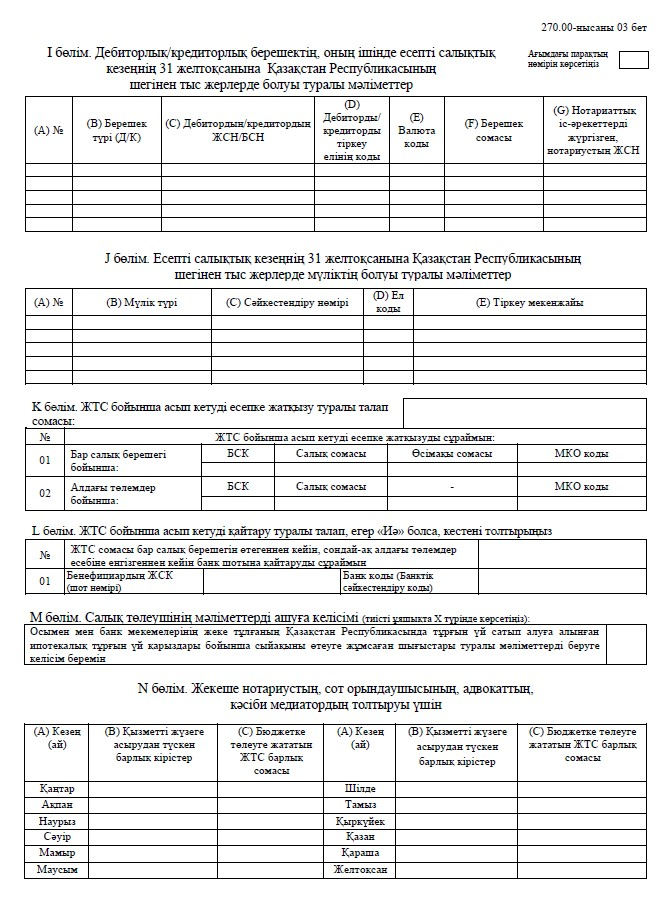 270.00-нысаны 03 бет
I бөлім. Дебиторлық/кредиторлық берешектің, оның ішінде есепті салықтық
кезеңнің 31 желтоқсанына Қазақстан Республикасының
шегінен тыс жерлерде болуы туралы мәліметтер
Ағымдағы парақтың
нөмірін көрсетіңіз
(A) №
(B) Берешек
түрі (Д/К)
(C) Дебитордың/кредитордың
ЖСН/БСН
(D)
Дебиторды/
кредиторды
тіркеу
елінің коды
(E)
Валюта
коды
(F) Берешек
сомасы
(G) Нотариаттық
іс-әрекеттерді
жүргізген,
нотариустың ЖСН
J бөлім. Есепті салықтық кезеңнің 31 желтоқсанына Қазақстан Республикасының
шегінен тыс жерлерде мүліктің болуы туралы мәліметтер
(A) №
(B) Мүлік түрі
(C) Сәйкестендіру нөмірі
(D) Ел
коды
(E) Тіркеу мекенжайы
K бөлім. ЖТС бойынша асып кетуді есепке жатқызу туралы талап
сомасы:
№
ЖТС бойынша асып кетуді есепке жатқызуды сұраймын:
01
Бар салық берешегі
бойынша:
БСК
Салық сомасы
Өсімақы сомасы
МКО коды
02
Алдағы төлемдер
бойынша:
БСК
Салық сомасы
-
МКО коды
L бөлім. ЖТС бойынша асып кетуді қайтару туралы талап, егер «Иә» болса, кестені толтырыңыз
№
ЖТС сомасы бар салық берешегін өтегеннен кейін, сондай-ақ алдағы төлемдер
есебіне енгізгеннен кейін банк шотына қайтаруды сұраймын
01
Бенефициардың ЖСК
(шот нөмірі)
Банк коды (Банктік
сәйкестендіру коды)
M бөлім. Салық төлеушінің мәліметтерді ашуға келісімі (тиісті ұяшықта X түрінде көрсетіңіз):
Осымен мен банк мекемелерінің жеке тұлғаның Қазақстан Республикасында тұрғын үй сатып алуға алынған
ипотекалық тұрғын үй қарыздары бойынша сыйақыны өтеуге жұмсаған шығыстары туралы мәліметтерді беруге
келісім беремін
N бөлім. Жекеше нотариустың, сот орындаушысының, адвокаттың,
кәсіби медиатордың толтыруы үшін
(A) Кезең
(ай)
(B) Қызметті жүзеге
асырудан түскен
барлық кірістер
(C) Бюджетке
төлеуге жататын
ЖТС барлық
сомасы
(A) Кезең
(ай)
(B) Қызметті жүзеге
асырудан түскен
барлық кірістер
(C) Бюджетке төлеуге
жататын ЖТС барлық
сомасы
Қаңтар
Шілде
Ақпан
Тамыз
Наурыз
Қыркүйек
Сәуір
Қазан
Мамыр
Қараша
Маусым
Желтоқсан